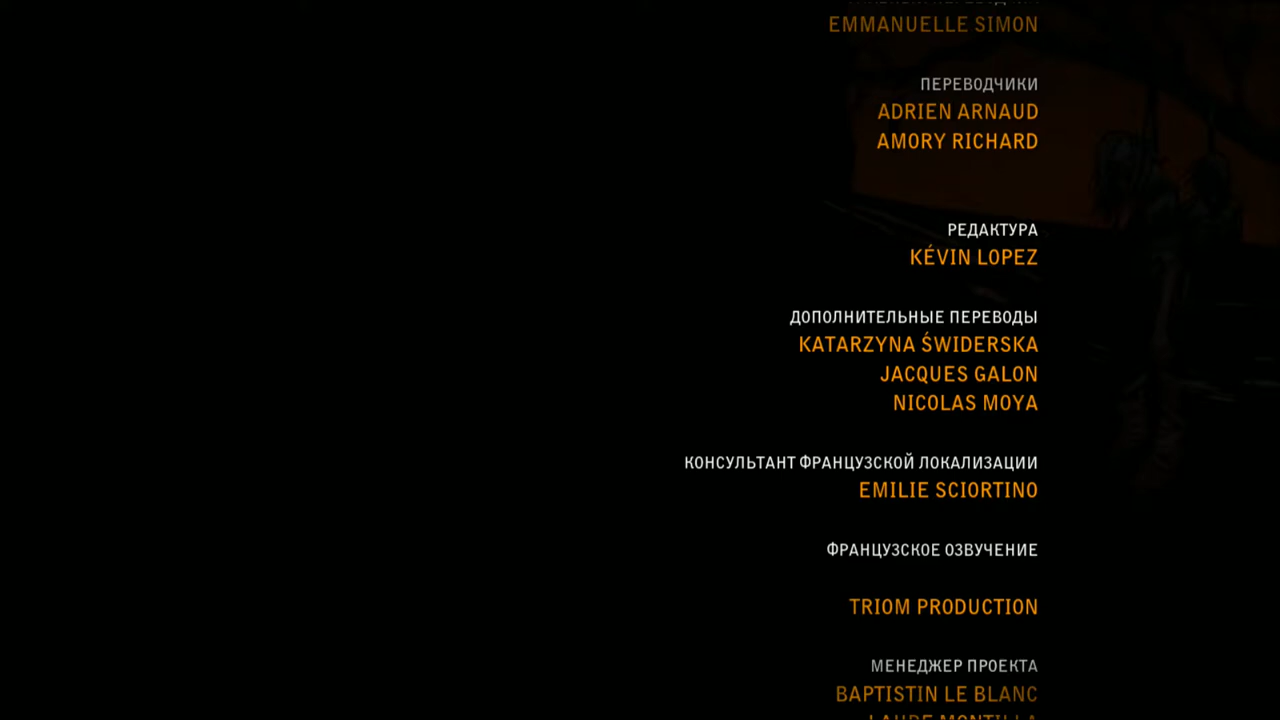 EMMANUELLE SIMON
ПЕРЕВОДЧИКИ
ADRIEN ARNAUD
AMORY RICHARD
РЕДАКТУРА
KÉVIN LOPEZ
ДОПОЛНИТЕЛЬНЫЕ ПЕРЕВОДЫ
KATARZYNA ŚWIDERSKA
JACQUES GALON
NICOLAS MOYA
КОНСУЛЬТАНТ ФРАНЦУЗСКОЙ ЛОКАЛИЗАЦИИ
EMILIE SCIORTINO
ФРАНЦУЗСКОЕ ОЗВУЧЕНИЕ
TRIOM PRODUCTION
МЕНЕДЖЕР ПРОЕКТА
BAPTISTIN LE BLANC